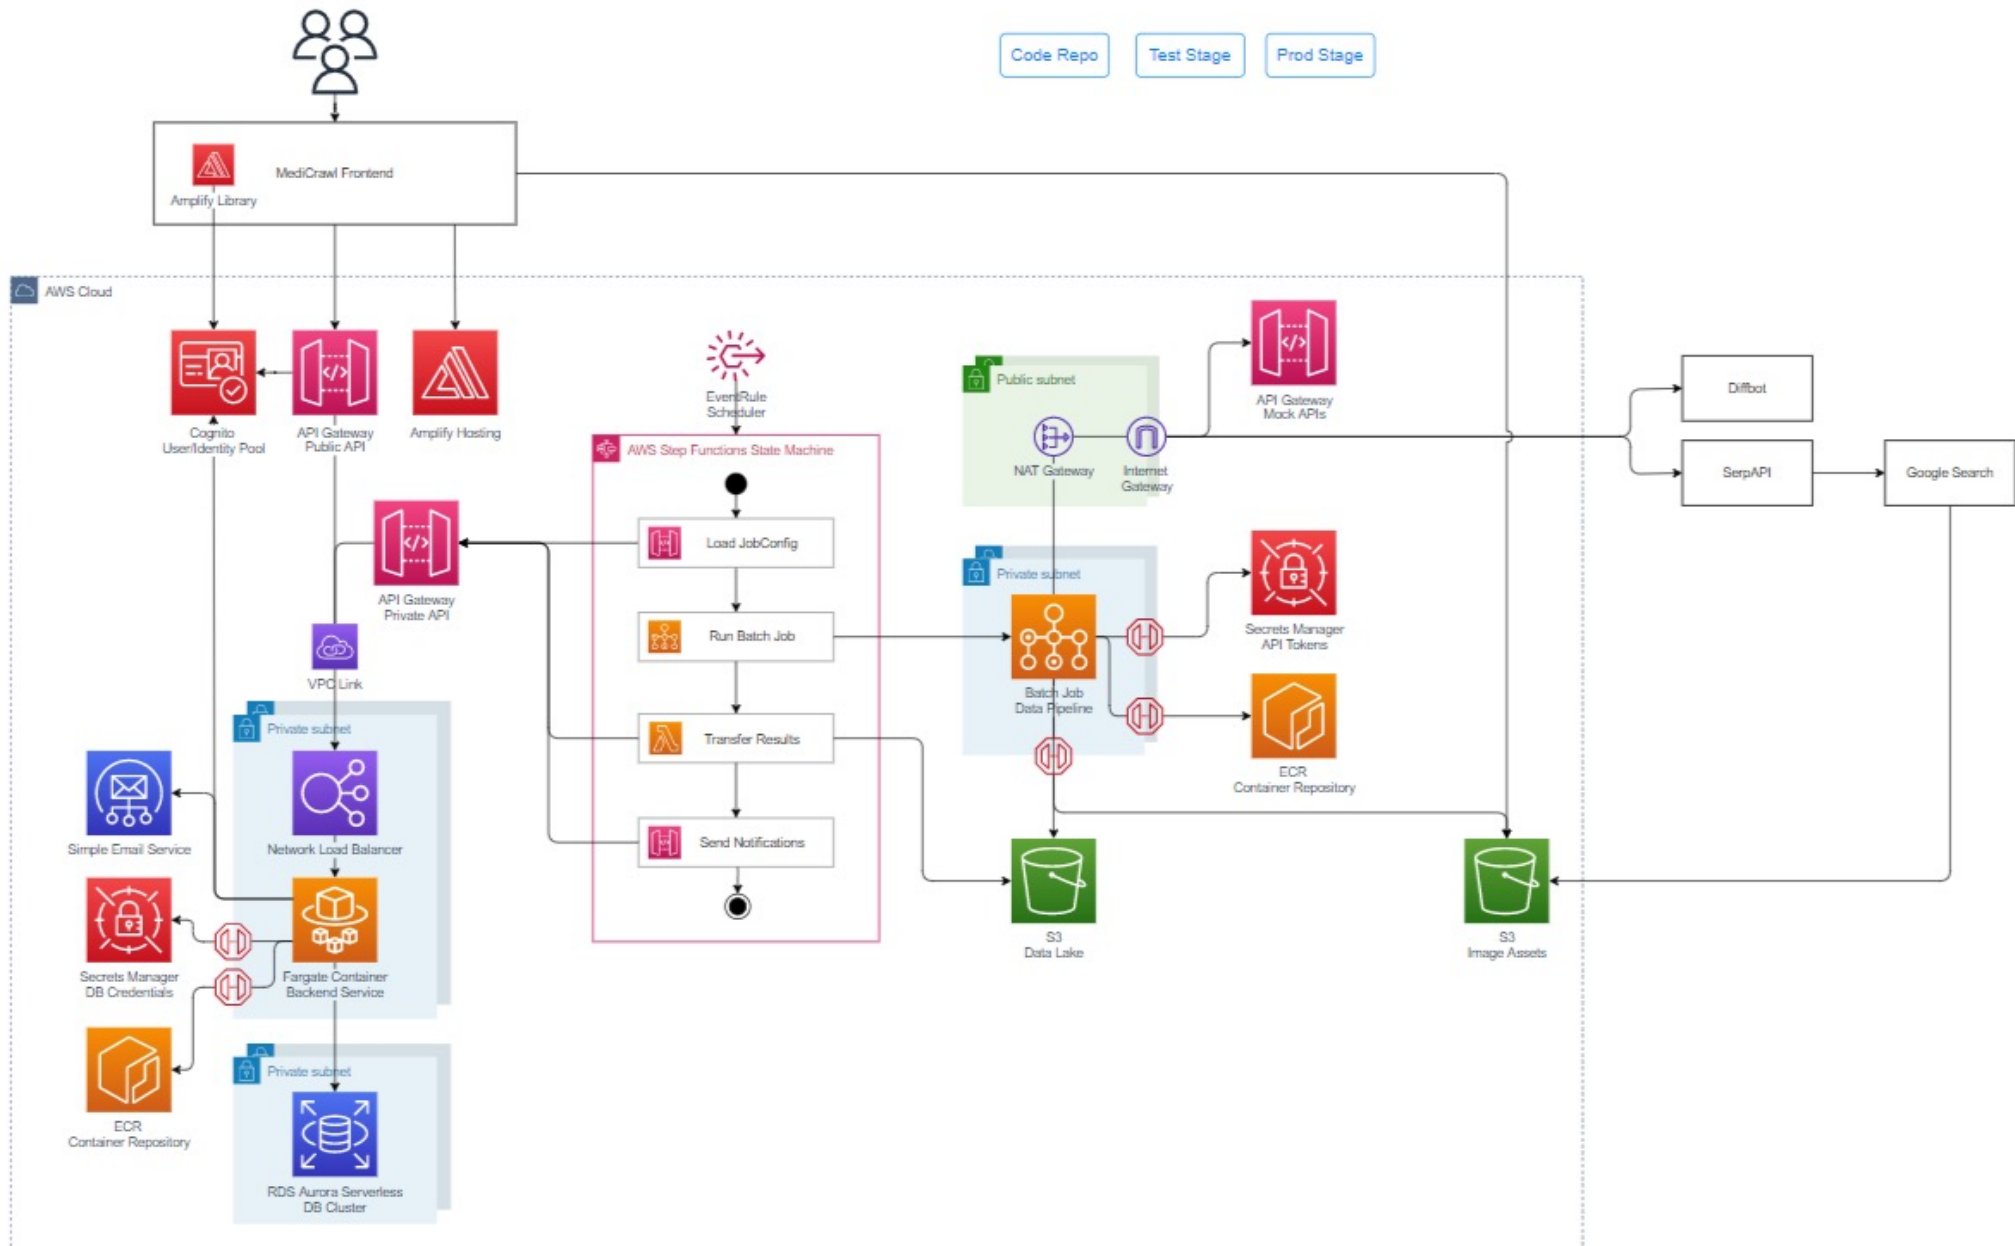 Code Repo
Test Stage
Prod Stage
MediCrawl Frontend
Amplify Library
AWS Cloud
Cognito
User/Identity Pool
API Gateway
Public API
Amplify Hosting
EventRule
Scheduler
Public subnet
NAT Gateway
Internet
Gateway
API Gateway
Mock APIs
Diffbot
SerpAPI
Google Search
AWS Step Functions State Machine
Load JobConfig
Run Batch Job
Transfer Results
Send Notifications
API Gateway
Private API
VPC Link
Private subnet
Batch Job
Data Pipeline
Secrets Manager
API Tokens
ECR
Container Repository
Private subnet
Network Load Balancer
Simple Email Service
Secrets Manager
DB Credentials
Fargate Container
Backend Service
ECR
Container Repository
Private subnet
RDS Aurora Serverless
DB Cluster
S3
Data Lake
S3
Image Assets